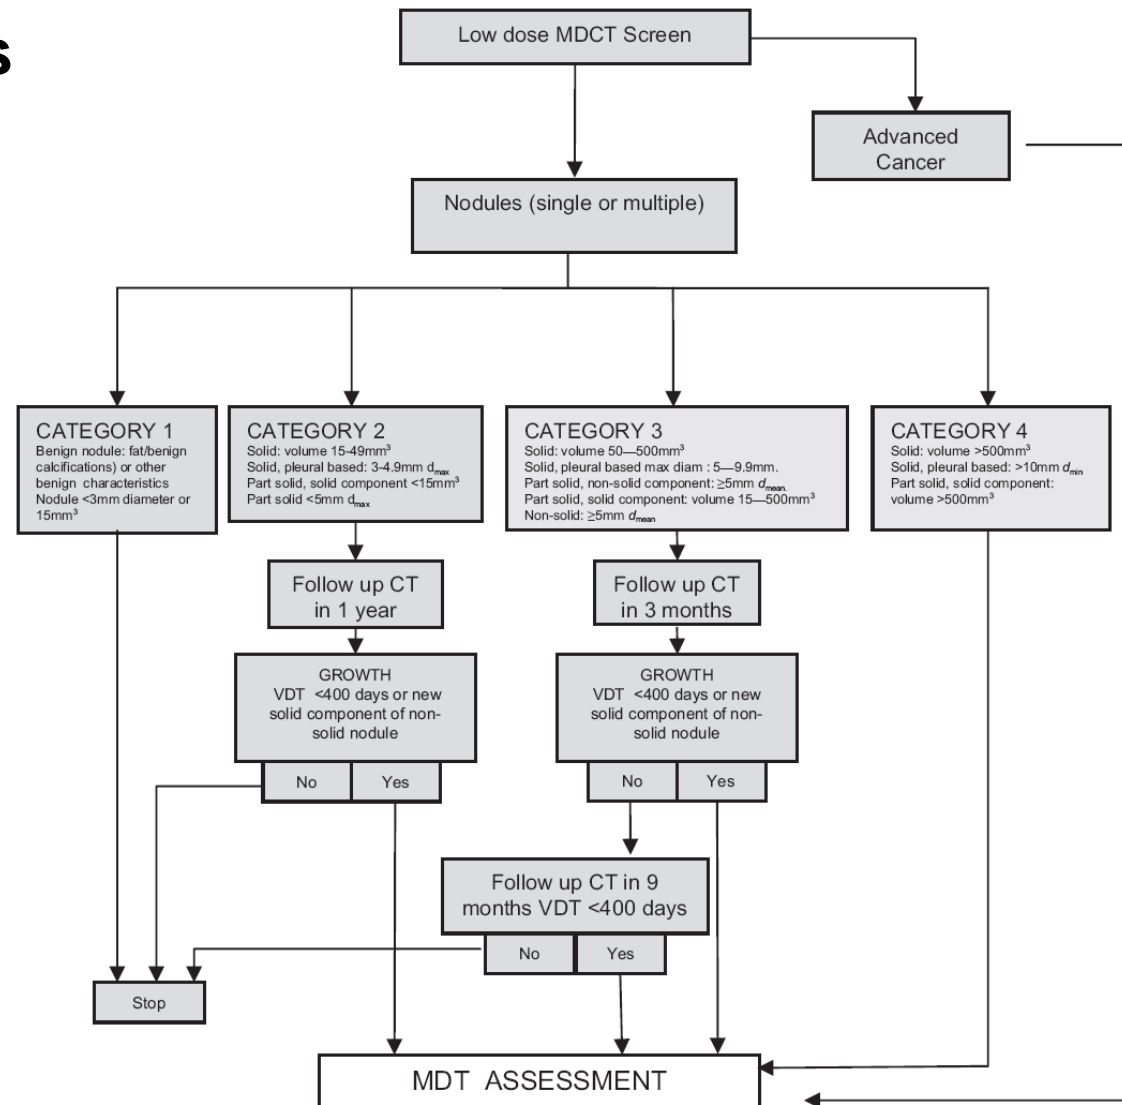 s
Low dose MDCT Screen
Advanced
Cancer
Nodules (single or multiple)
CATEGORY 1
Benign nodule: fat/benign
calcifications) or other
benign characteristics
Nodule <3mm diameter or
15mm³
CATEGORY 2
Solid: volume 15-49mm³
Solid, pleural based: 3-4.9mm dmax
Part solid, solid component <15mm³
Part solid <5mm dmax
CATEGORY 3
Solid: volume 50—500mm³
Solid, pleural based max diam : 5—9.9mm.
Part solid, non-solid component: ≥5mm dmean.
Part solid, solid component: volume 15—500mm³
Non-solid: ≥5mm dmean
CATEGORY 4
Solid: volume >500mm³
Solid, pleural based: >10mm dmin
Part solid, solid component:
volume >500mm³
Follow up CT
in 1 year
Follow up CT
in 3 months
GROWTH
VDT <400 days or new
solid component of non-
solid nodule
No
Yes
GROWTH
VDT <400 days or new
solid component of non-
solid nodule
No
Yes
Follow up CT in 9
months VDT <400 days
No
Yes
Stop
MDT ASSESSMENT